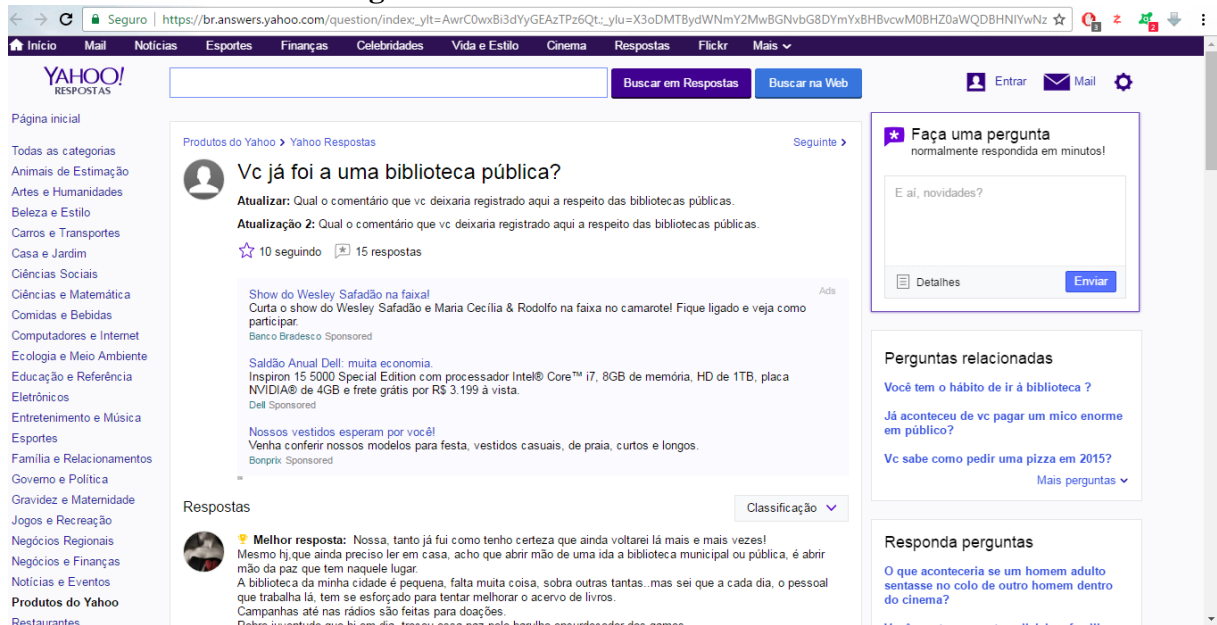 Seguro | https://br.answers.yahoo.com/question/index;_ylt=AwrC0wxBi3dYyGEAzTPz6Qt.;_ylu=X3oDMTBydWNmY2MwBGNvbG8DYmYxBHBvcwM0BHZ0aWQDBHNlYwNz
Início Mail Notícias Esportes Finanças Celebridades Vida e Estilo Cinema Respostas Flickr Mais
YAHOO!
RESPOSTAS
Buscar em Respostas Buscar na Web
Entrar Mail
Página inicial
Todas as categorias
Animais de Estimação
Artes e Humanidades
Beleza e Estilo
Carros e Transportes
Casa e Jardim
Ciências Sociais
Ciências e Matemática
Comidas e Bebidas
Computadores e Internet
Ecologia e Meio Ambiente
Educação e Referência
Eletrônicos
Entretenimento e Música
Esportes
Família e Relacionamentos
Governo e Política
Gravidez e Maternidade
Jogos e Recreação
Negócios Regionais
Negócios e Finanças
Notícias e Eventos
Produtos do Yahoo
Restaurantes
Produtos do Yahoo > Yahoo Respostas
Seguinte >
Vc já foi a uma biblioteca pública?
Atualizar: Qual o comentário que vc deixaria registrado aqui a respeito das bibliotecas públicas.
Atualização 2: Qual o comentário que vc deixaria registrado aqui a respeito das bibliotecas públicas.
10 seguindo 15 respostas
Ads
Show do Wesley Safadão na faixa!
Curta o show do Wesley Safadão e Maria Cecília & Rodolfo na faixa no camarote! Fique ligado e veja como
participar.
Banco Bradesco Sponsored
Saldão Anual Dell: muita economia.
Inspiron 15 5000 Special Edition com processador Intel® Core™ i7, 8GB de memória, HD de 1TB, placa
NVIDIA® de 4GB e frete grátis por R$ 3.199 à vista.
Dell Sponsored
Nossos vestidos esperam por você!
Venha conferir nossos modelos para festa, vestidos casuais, de praia, curtos e longos.
Bonprix Sponsored
Respostas
Classificação
Melhor resposta: Nossa, tanto já fui como tenho certeza que ainda voltarei lá mais e mais vezes!
Mesmo hj,que ainda preciso ler em casa, acho que abrir mão de uma ida a biblioteca municipal ou pública, é abrir
mão da paz que tem naquele lugar.
A biblioteca da minha cidade é pequena, falta muita coisa, sobra outras tantas..mas sei que a cada dia, o pessoal
que trabalha lá, tem se esforçado para tentar melhorar o acervo de livros.
Campanhas até nas rádios são feitas para doações.
Faça uma pergunta
normalmente respondida em minutos!
E aí, novidades?
Detalhes
Enviar
Perguntas relacionadas
Você tem o hábito de ir á biblioteca ?
Já aconteceu de vc pagar um mico enorme
em público?
Vc sabe como pedir uma pizza em 2015?
Mais perguntas
Responda perguntas
O que aconteceria se um homem adulto
sentasse no colo de outro homem dentro
do cinema?